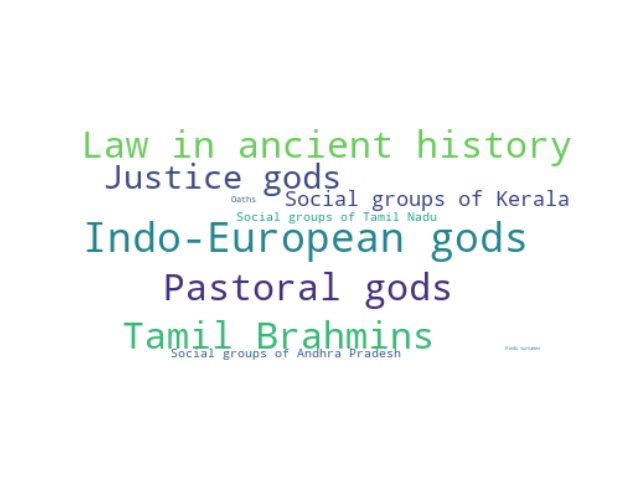 Law in ancient history
Justice gods
Oaths
Social groups of Kerala
Social groups of Tamil Nadu
Indo-European gods
Pastoral gods
Tamil Brahmins
Hindu surnames
Social groups of Andhra Pradesh